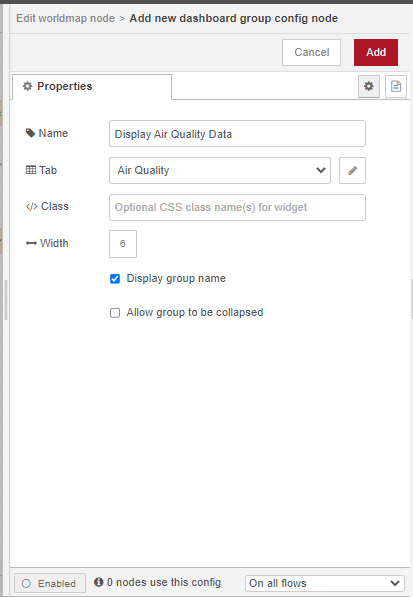 Edit worldmap node > Add new dashboard group config node
Cancel Add
Properties
Name Display Air Quality Data
Tab Air Quality
</> Class Optional CSS class name(s) for widget
Width 6
Display group name
Allow group to be collapsed
Enabled 0 nodes use this config On all flows